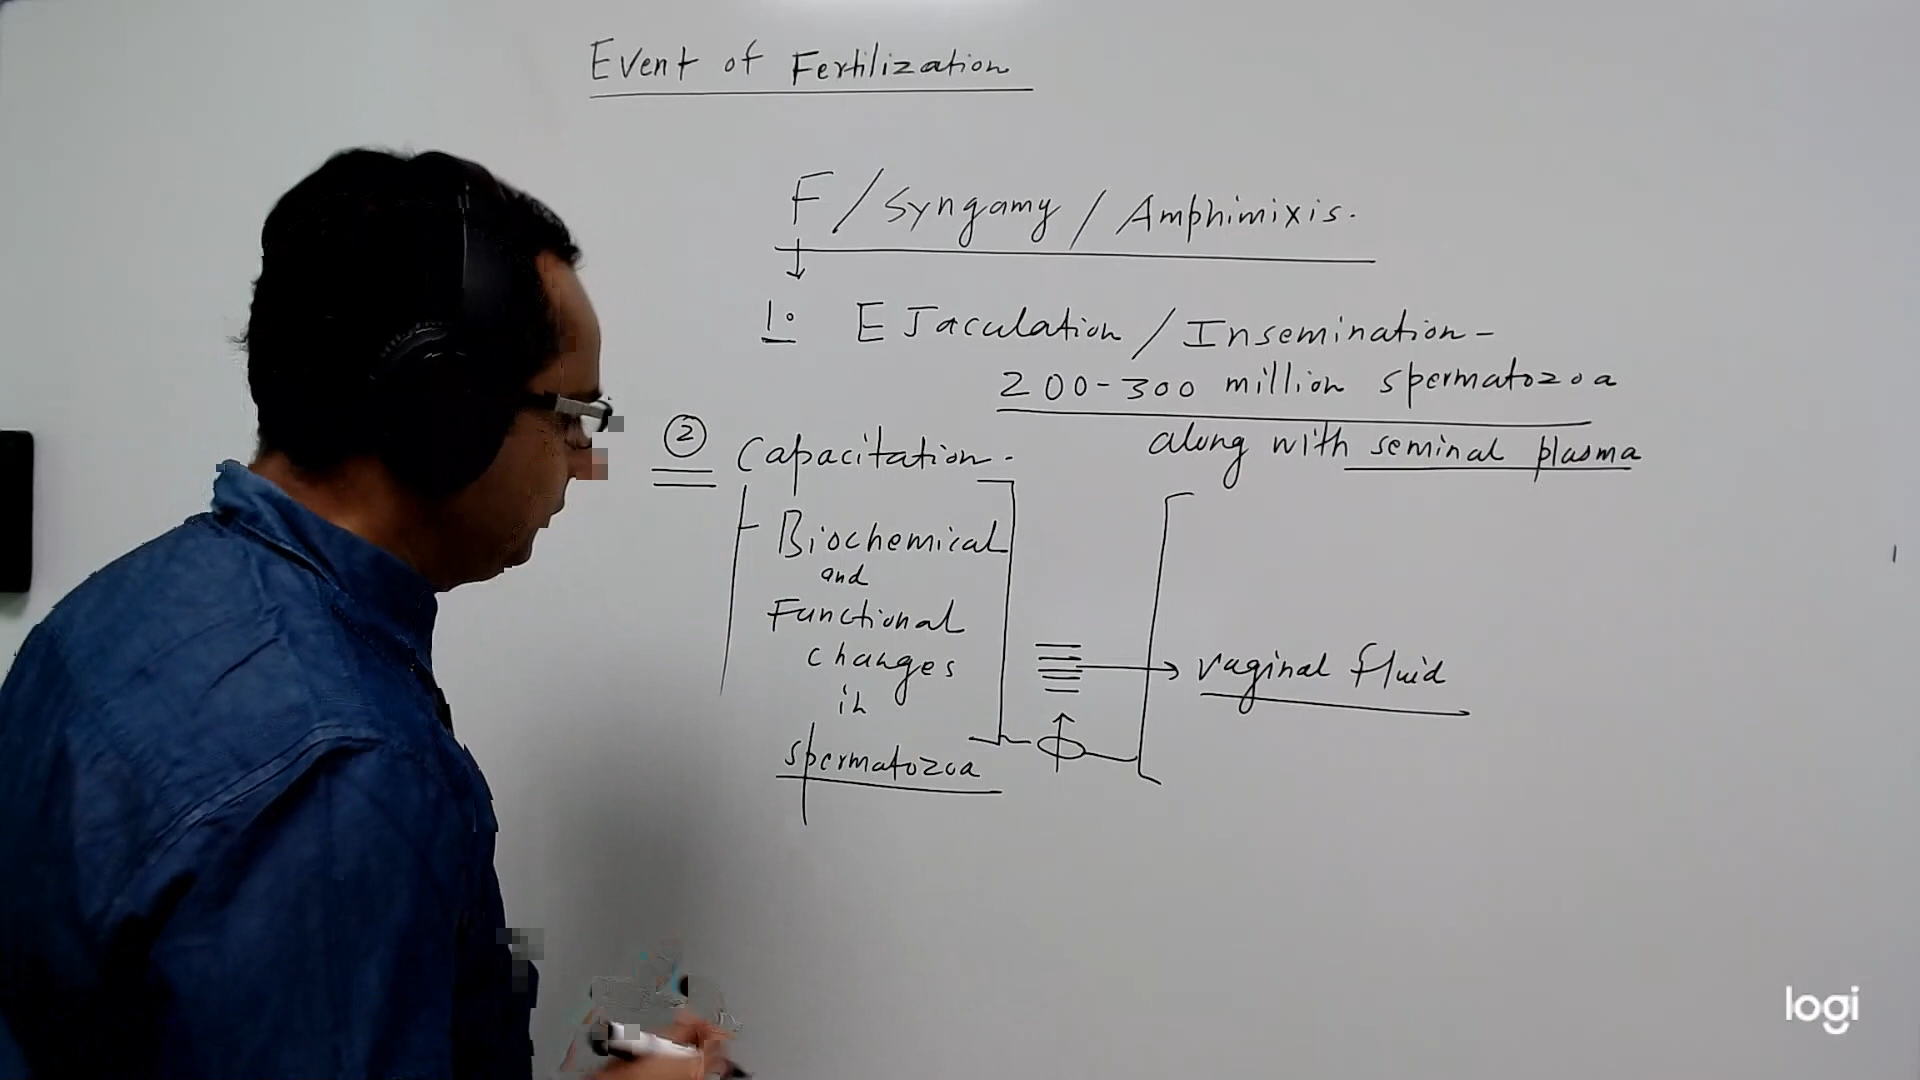 Event of Fertilization
F / Syngamy / Amphimixis.
1. EJaculation / Insemination -
200-300 million spermatozoa
along with seminal plasma
② Capacitation.
Biochemical
and
Functional
changes
in
spermatozoa
vaginal fluid
logi